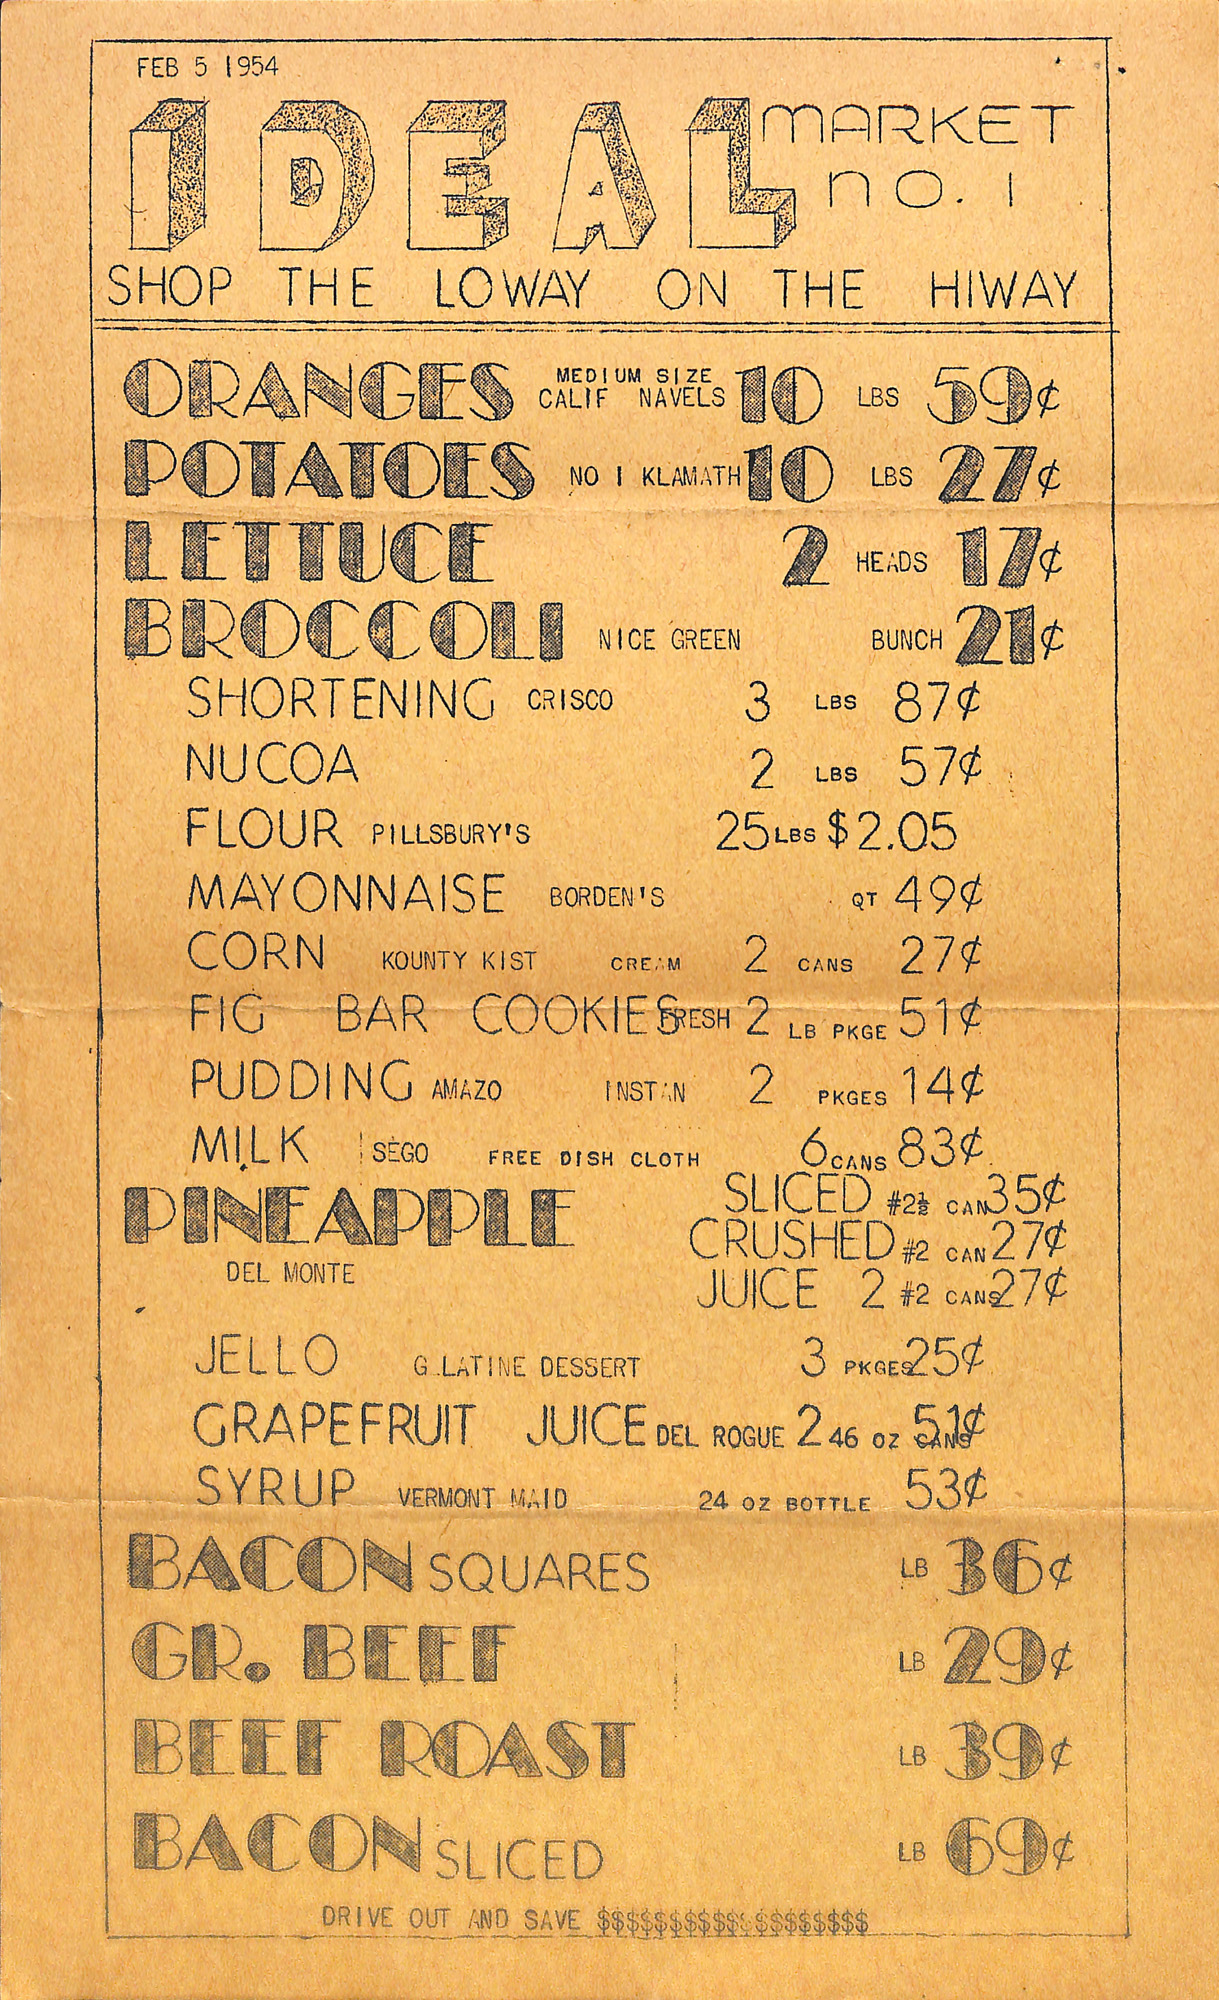 FEB 5 1954
IDEAL MARKET
NO. 1
SHOP THE LOWAY ON THE HIWAY
ORANGES MEDIUM SIZE CALIF NAVELS 10 LBS 59¢
POTATOES NO 1 KLAMATH 10 LBS 27¢
LETTUCE 2 HEADS 17¢
BROCCOLI NICE GREEN BUNCH 21¢
SHORTENING CRISCO 3 LBS 87¢
NUCOA 2 LBS 57¢
FLOUR PILLSBURY'S 25 LBS $2.05
MAYONNAISE BORDEN'S QT 49¢
CORN KOUNTY KIST CREAM 2 CANS 27¢
FIG BAR COOKIES FRESH 2 LB PKGE 51¢
PUDDING AMAZO INSTAN 2 PKGES 14¢
MILK SEGO FREE DISH CLOTH 6 CANS 83¢
PINEAPPLE SLICED #2½ CAN 35¢
CRUSHED #2 CAN 27¢
DEL MONTE
JUICE 2 #2 CANS 27¢
JELLO G.LATINE DESSERT 3 PKGES 25¢
GRAPEFRUIT JUICE DEL ROGUE 2 46 OZ CANS 51¢
SYRUP VERMONT MAID 24 OZ BOTTLE 53¢
BACON SQUARES LB 36¢
GR. BEEF LB 29¢
BEEF ROAST LB 39¢
BACON SLICED LB 69¢
DRIVE OUT AND SAVE $$$$$$$$$$$$$$$$$$$